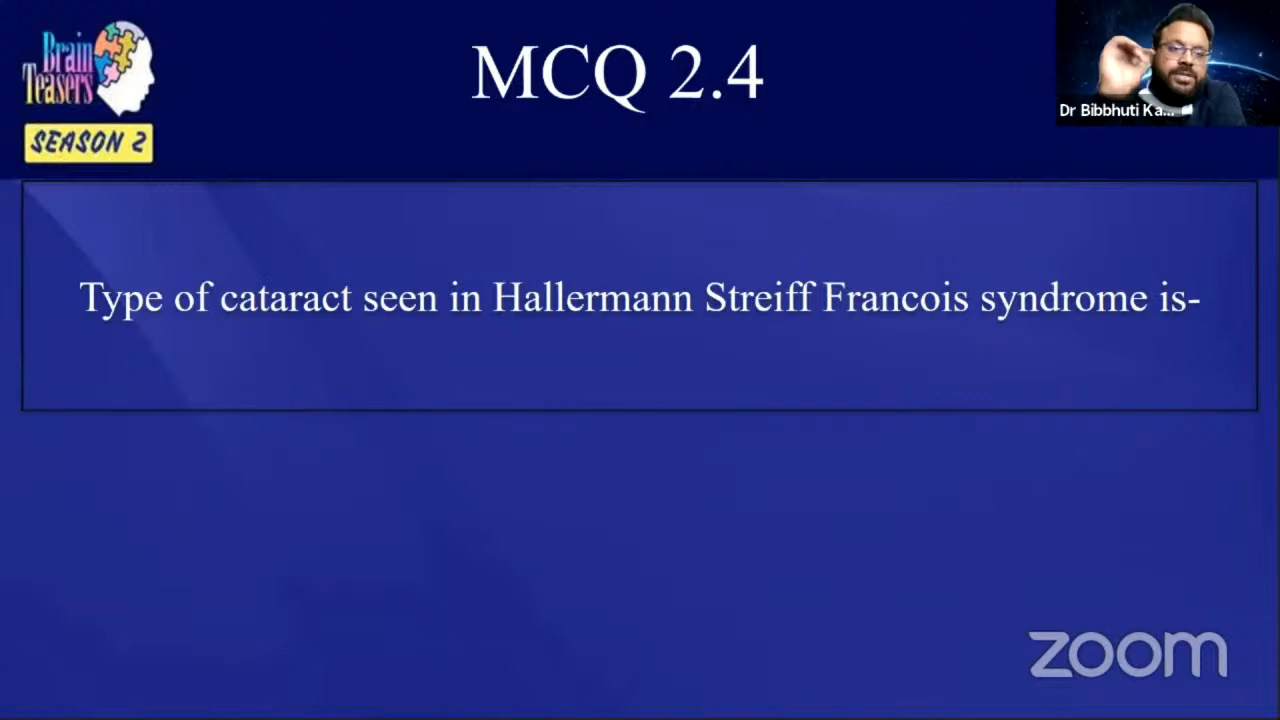 Brain
Teasers
SEASON 2
MCQ 2.4
Dr Bibbhuti Ka...
Type of cataract seen in Hallermann Streiff Francois syndrome is-
zoom